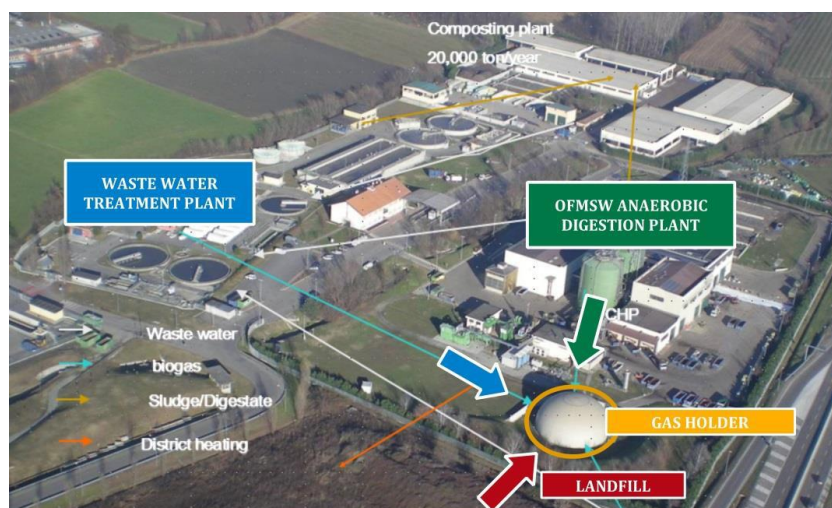 Composting plant
20,000 ton/year
WASTE WATER
TREATMENT PLANT
OFMSW ANAEROBIC
DIGESTION PLANT
CHP
Waste water
biogas
Sludge/Digestate
District heating
GAS HOLDER
LANDFILL